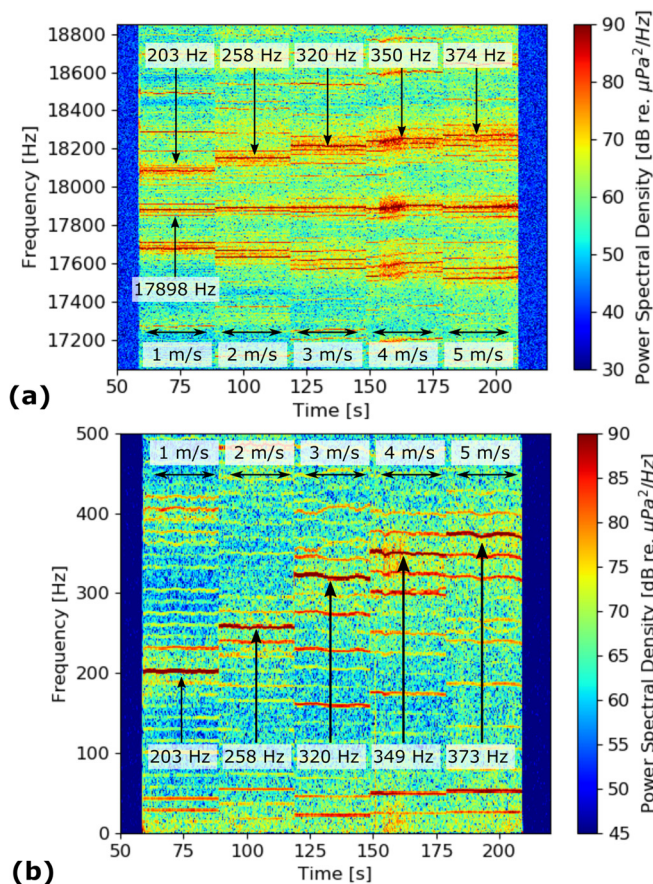 203 Hz 258 Hz 320 Hz 350 Hz 374 Hz
17898 Hz
1 m/s 2 m/s 3 m/s 4 m/s 5 m/s
18800
18600
18400
18200
18000
17800
17600
17400
17200
Frequency [Hz]
50 75 100 125 150 175 200
Time [s]
90
80
70
60
50
40
30
Power Spectral Density [dB re. μPa²/Hz]
(a)
1 m/s 2 m/s 3 m/s 4 m/s 5 m/s
203 Hz 258 Hz 320 Hz 349 Hz 373 Hz
500
400
300
200
100
0
Frequency [Hz]
50 75 100 125 150 175 200
Time [s]
90
85
80
75
70
65
60
55
50
45
Power Spectral Density [dB re. μPa²/Hz]
(b)